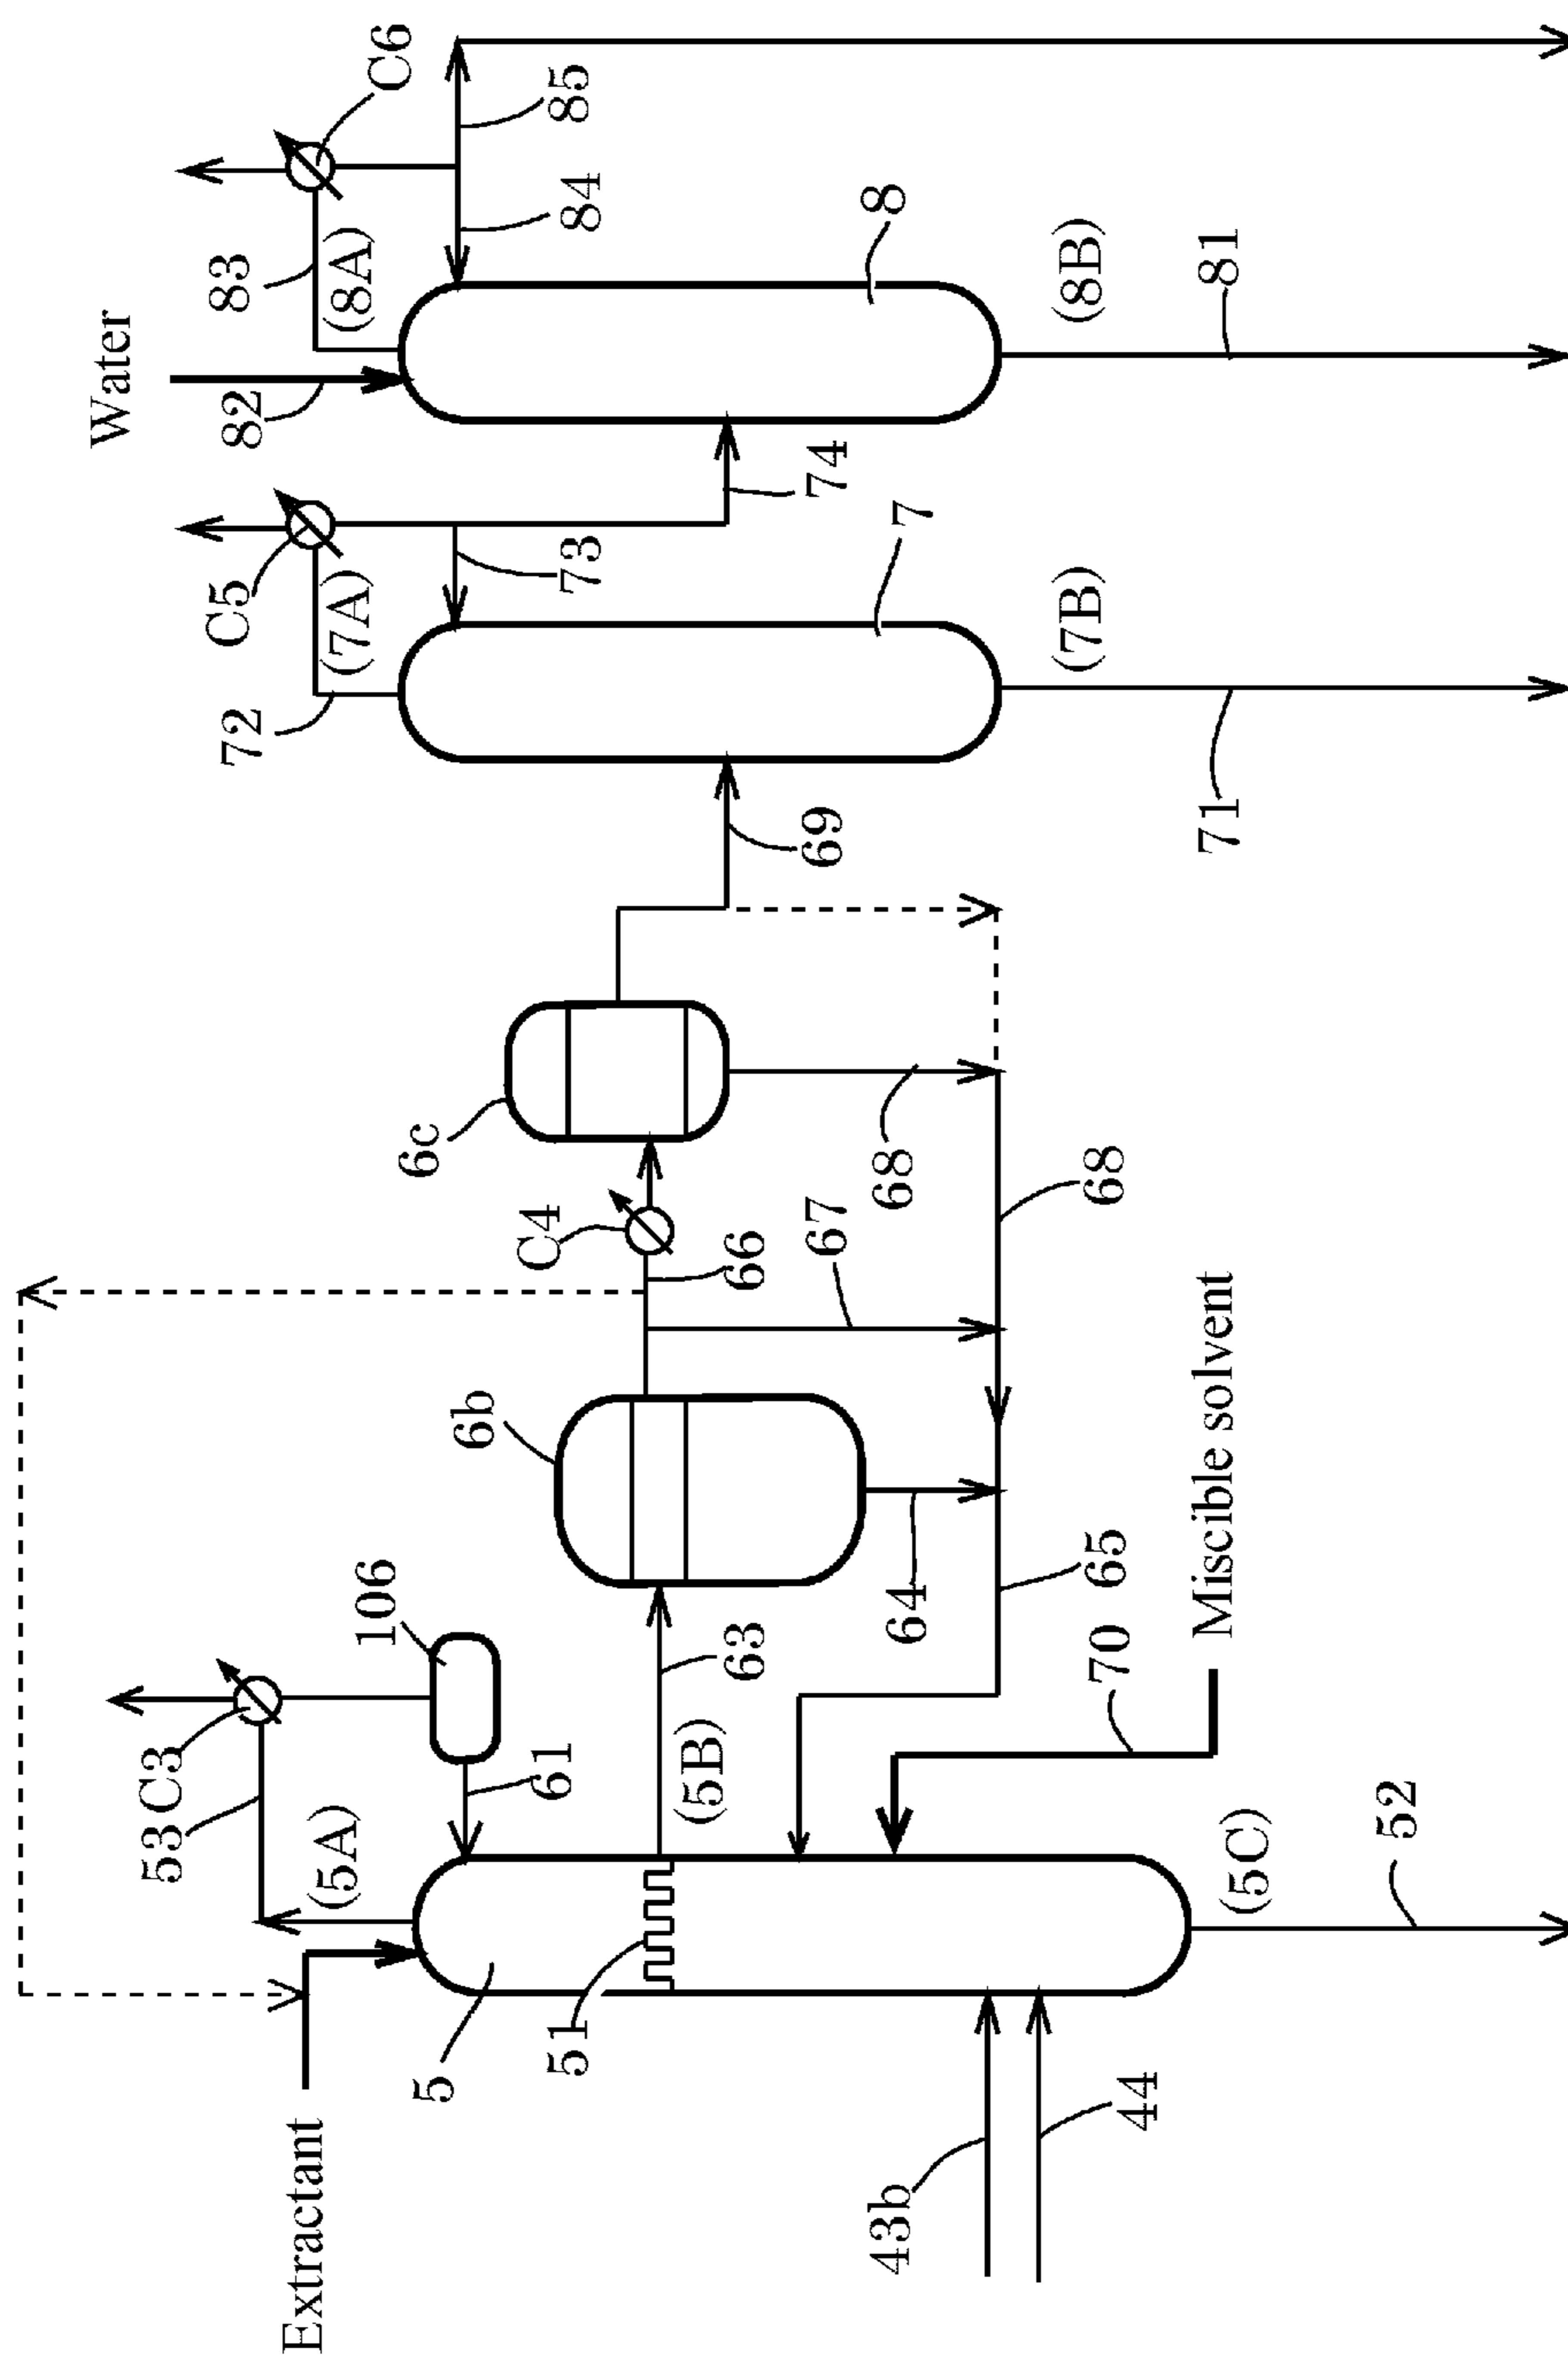 Extractant
Water
Miscible solvent
53
C3
(5A)
106
61
5
51
63
(5B)
6b
64
65
70
66
67
C4
6c
68
68
69
43b
44
(5C)
52
C5
72
(7A)
73
74
7
(7B)
71
82
83
(8A)
C6
84
85
8
(8B)
81